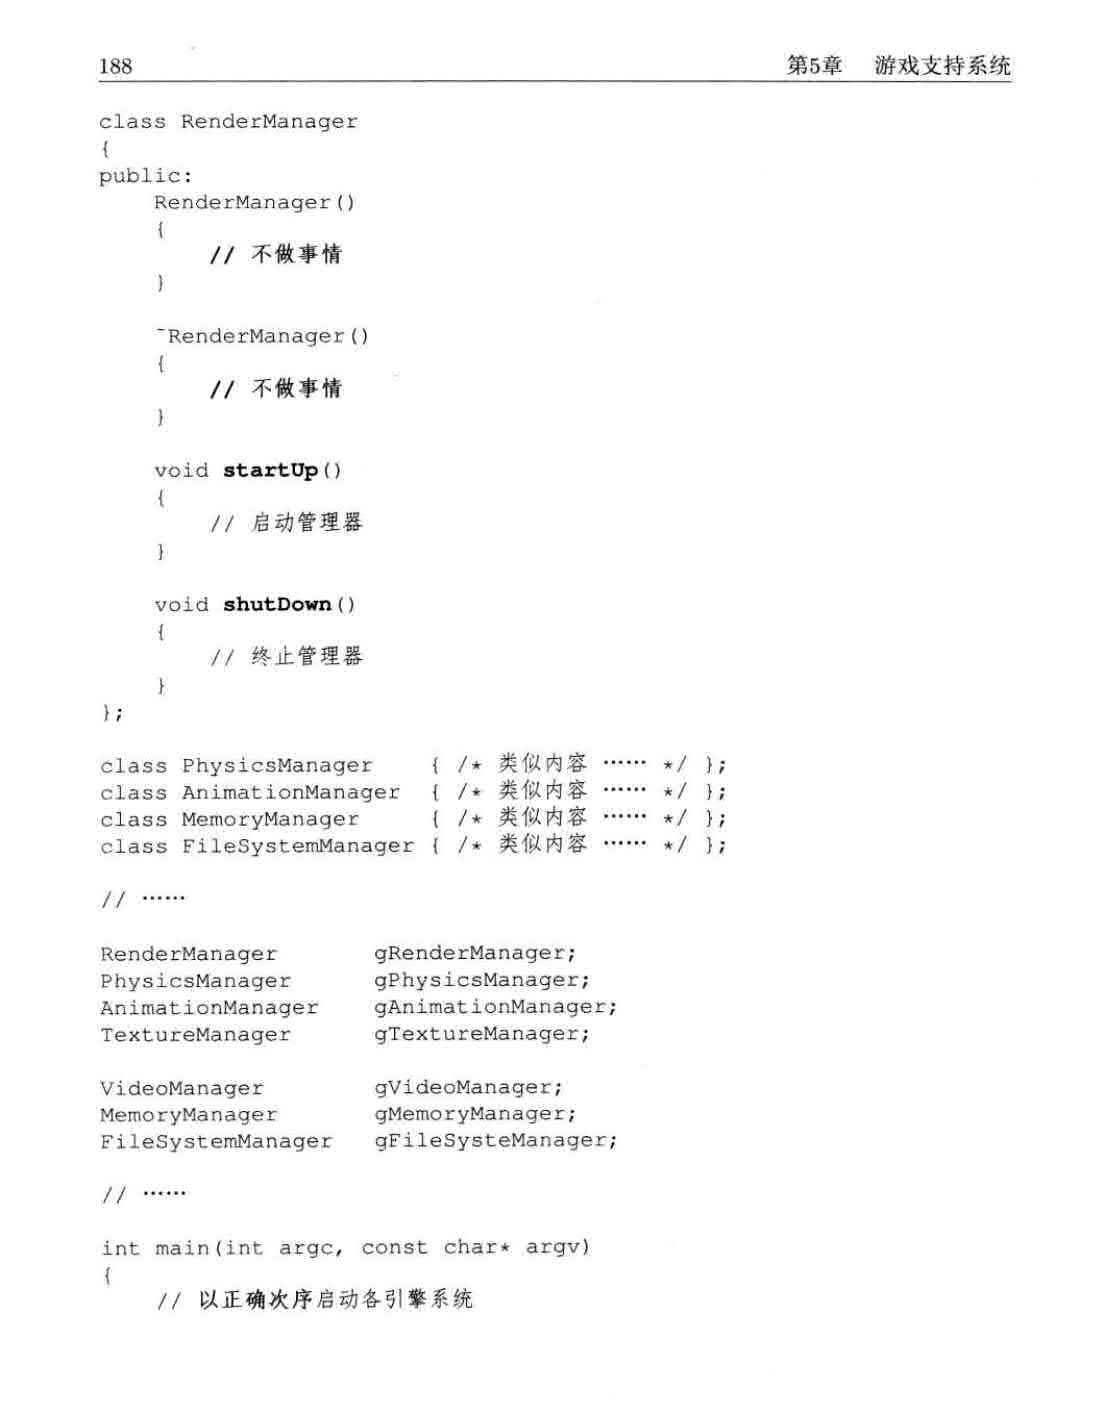 188 第5章 游戏支持系统
class RenderManager
{
public:
    RenderManager()
    {
        // 不做事情
    }

    ~RenderManager()
    {
        // 不做事情
    }

    void startUp()
    {
        // 启动管理器
    }

    void shutDown()
    {
        // 终止管理器
    }
};

class PhysicsManager    { /* 类似内容 …… */ };
class AnimationManager  { /* 类似内容 …… */ };
class MemoryManager     { /* 类似内容 …… */ };
class FileSystemManager { /* 类似内容 …… */ };

// ……

RenderManager       gRenderManager;
PhysicsManager      gPhysicsManager;
AnimationManager    gAnimationManager;
TextureManager      gTextureManager;

VideoManager        gVideoManager;
MemoryManager       gMemoryManager;
FileSystemManager   gFileSysteManager;

// ……

int main(int argc, const char* argv)
{
    // 以正确次序启动各引擎系统